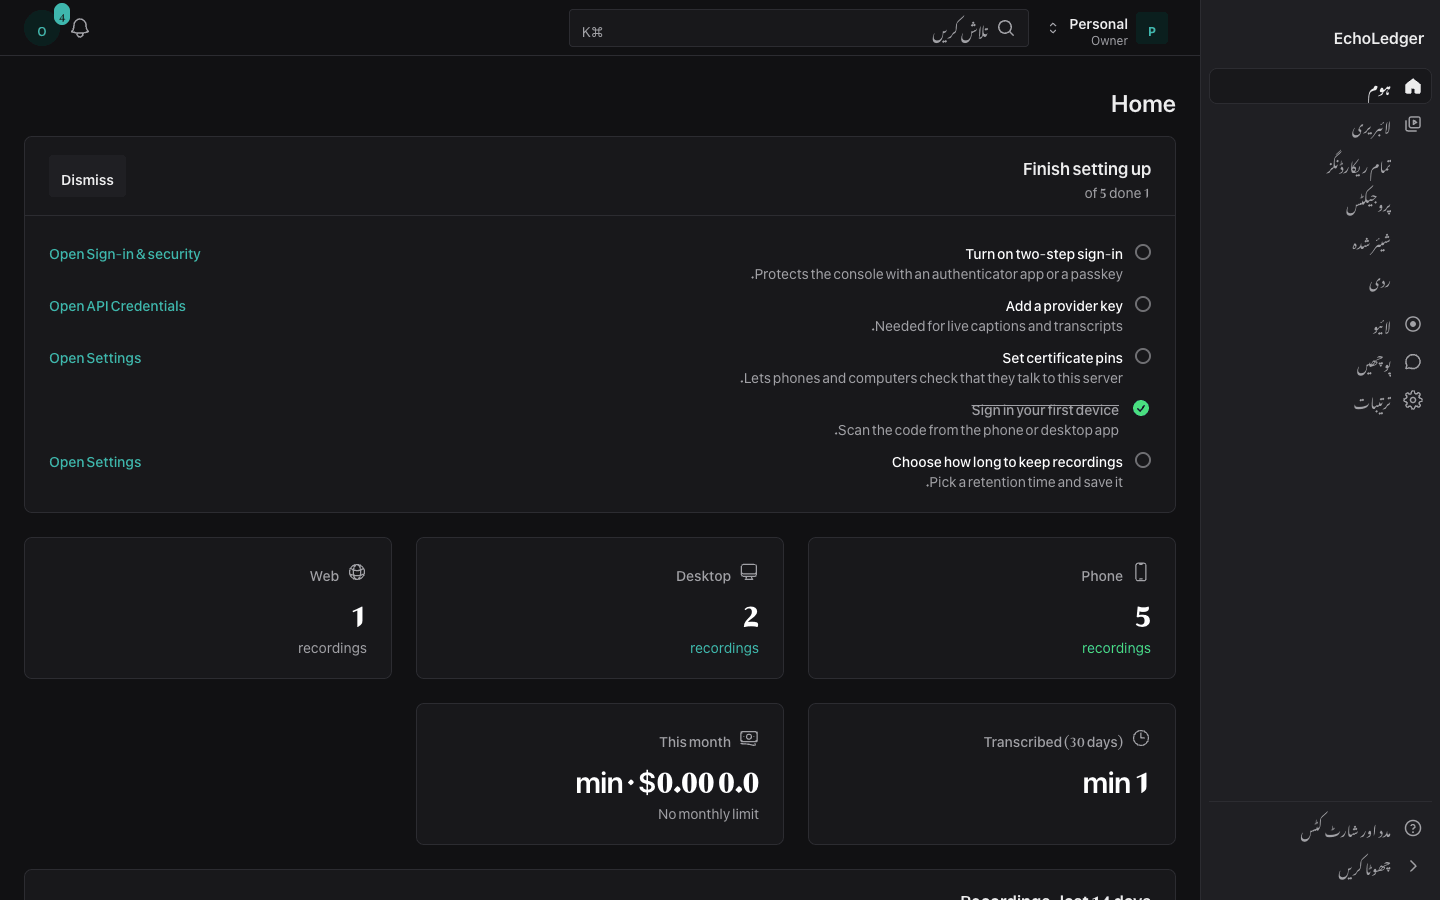 EchoLedger
ہوم
لائبریری
تمام ریکارڈنگز
پروجیکٹس
شیئر شدہ
ردی
لائیو
پوچھیں
ترتیبات
مدد اور شارٹ کٹس
چھوٹا کریں
P
Personal
Owner
تلاش کریں
K⌘
4
O
Home
Finish setting up
of 5 done 1
Dismiss
Turn on two-step sign-in
.Protects the console with an authenticator app or a passkey
Open Sign-in & security
Add a provider key
.Needed for live captions and transcripts
Open API Credentials
Set certificate pins
.Lets phones and computers check that they talk to this server
Open Settings
Sign in your first device
.Scan the code from the phone or desktop app
Choose how long to keep recordings
.Pick a retention time and save it
Open Settings
Phone
5
recordings
Desktop
2
recordings
Web
1
recordings
Transcribed (30 days)
min 1
This month
min · $0.00 0.0
No monthly limit
Recordings, last 14 days